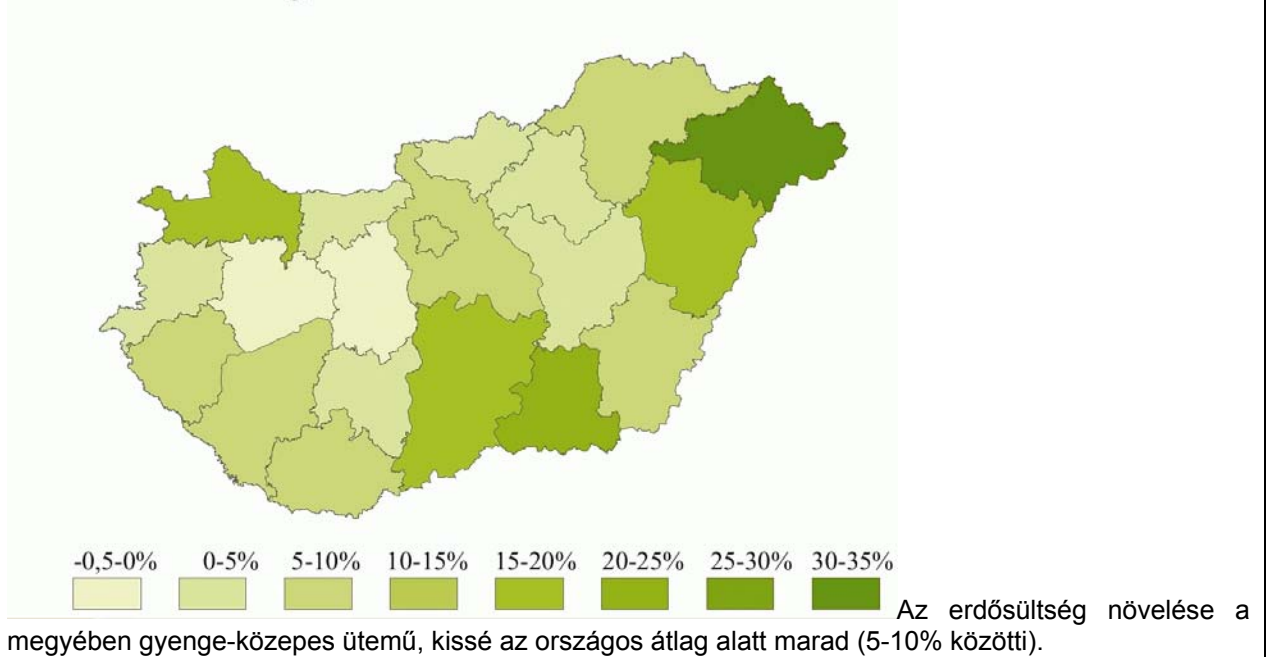 -0,5-0% 0-5% 5-10% 10-15% 15-20% 20-25% 25-30% 30-35%
Az erdősültség növelése a
megyében gyenge-közepes ütemű, kissé az országos átlag alatt marad (5-10% közötti).